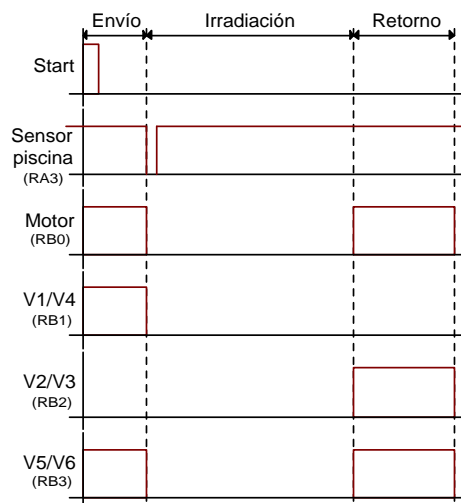 Envío Irradiación Retorno
Start
Sensor
piscina
(RA3)
Motor
(RB0)
V1/V4
(RB1)
V2/V3
(RB2)
V5/V6
(RB3)